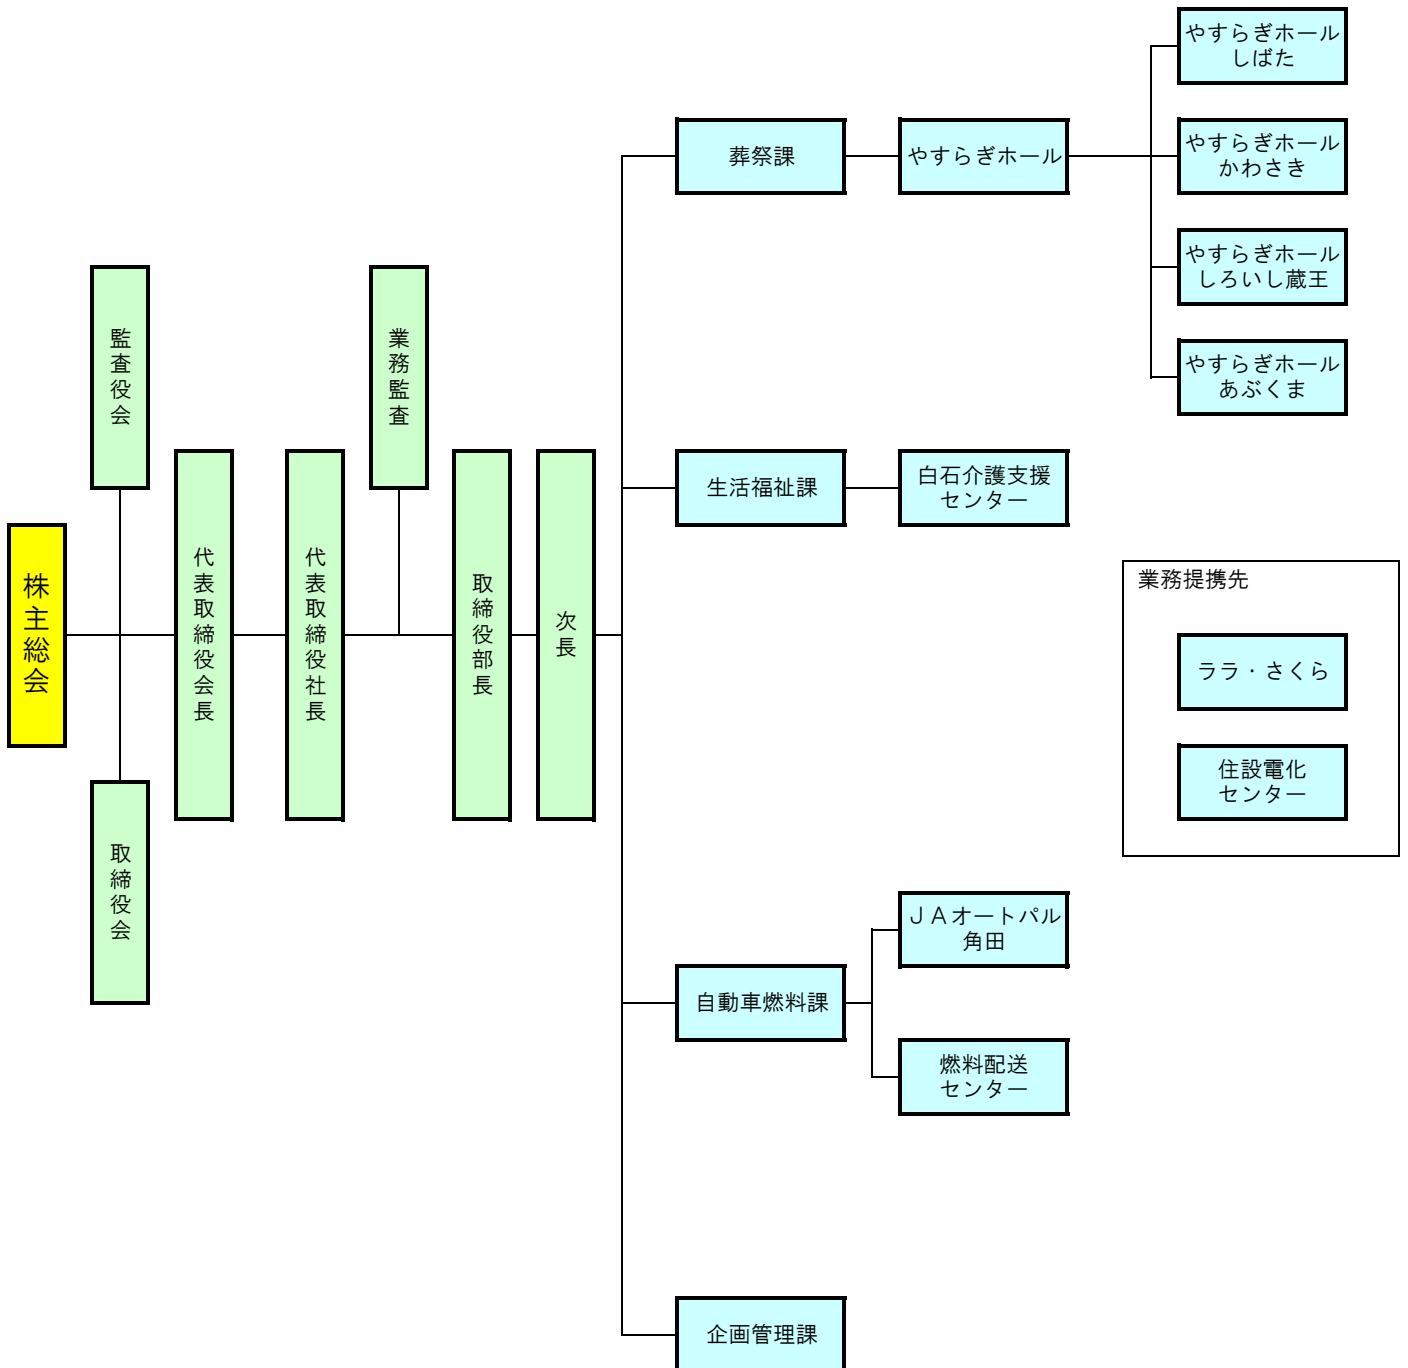 株主総会
監査役会
取締役会
代表取締役会長
代表取締役社長
業務監査
取締役部長
次長
葬祭課
やすらぎホール
やすらぎホール
しばた
やすらぎホール
かわさき
やすらぎホール
しろいし蔵王
やすらぎホール
あぶくま
生活福祉課
白石介護支援
センター
業務提携先
ララ・さくら
住設電化
センター
自動車燃料課
ＪＡオートパル
角田
燃料配送
センター
企画管理課